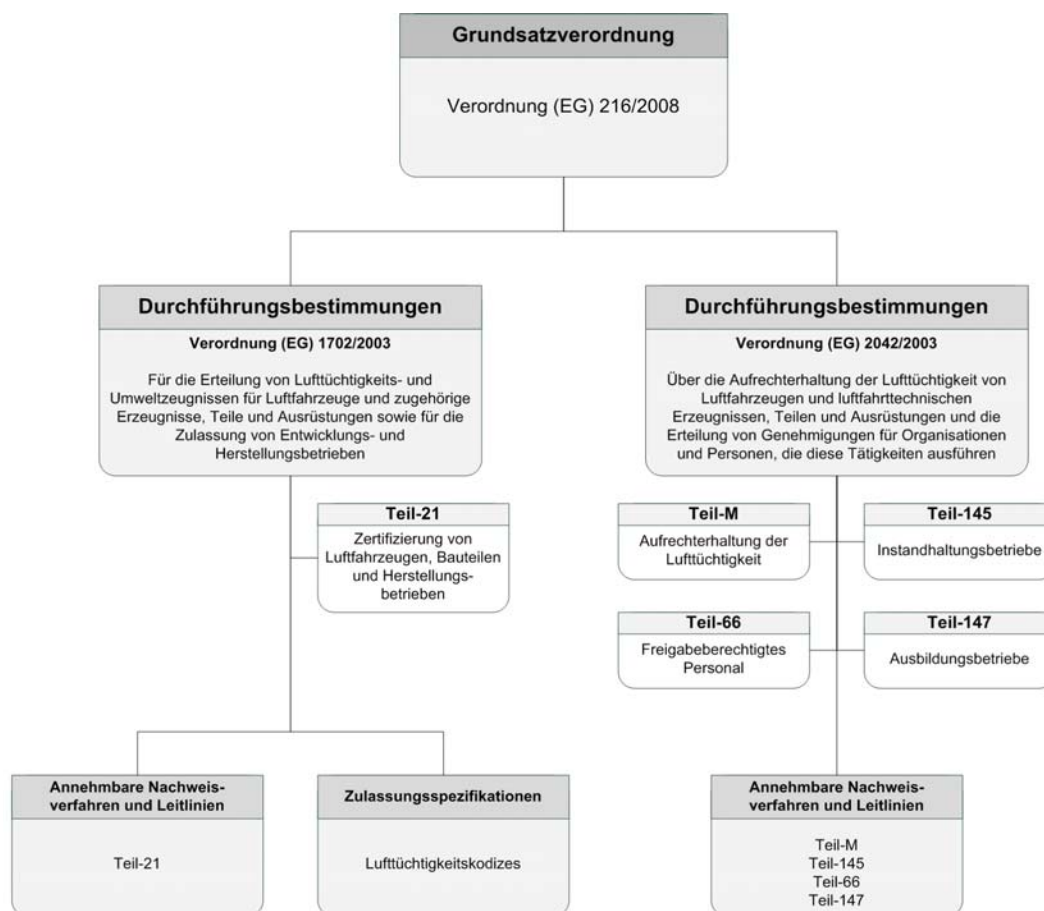 Grundsatzverordnung
Verordnung (EG) 216/2008
Durchführungsbestimmungen
Verordnung (EG) 1702/2003
Für die Erteilung von Lufttüchtigkeits- und
Umweltzeugnissen für Luftfahrzeuge und zugehörige
Erzeugnisse, Teile und Ausrüstungen sowie für die
Zulassung von Entwicklungs- und
Herstellungsbetrieben
Durchführungsbestimmungen
Verordnung (EG) 2042/2003
Über die Aufrechterhaltung der Lufttüchtigkeit von
Luftfahrzeugen und luftfahrttechnischen
Erzeugnissen, Teilen und Ausrüstungen und die
Erteilung von Genehmigungen für Organisationen
und Personen, die diese Tätigkeiten ausführen
Teil-21
Zertifizierung von
Luftfahrzeugen, Bauteilen
und Herstellungs-
betrieben
Teil-M
Aufrechterhaltung der
Lufttüchtigkeit
Teil-145
Instandhaltungsbetriebe
Teil-66
Freigabeberechtigtes
Personal
Teil-147
Ausbildungsbetriebe
Annehmbare Nachweis-
verfahren und Leitlinien
Teil-21
Zulassungsspezifikationen
Lufttüchtigkeitskodizes
Annehmbare Nachweis-
verfahren und Leitlinien
Teil-M
Teil-145
Teil-66
Teil-147